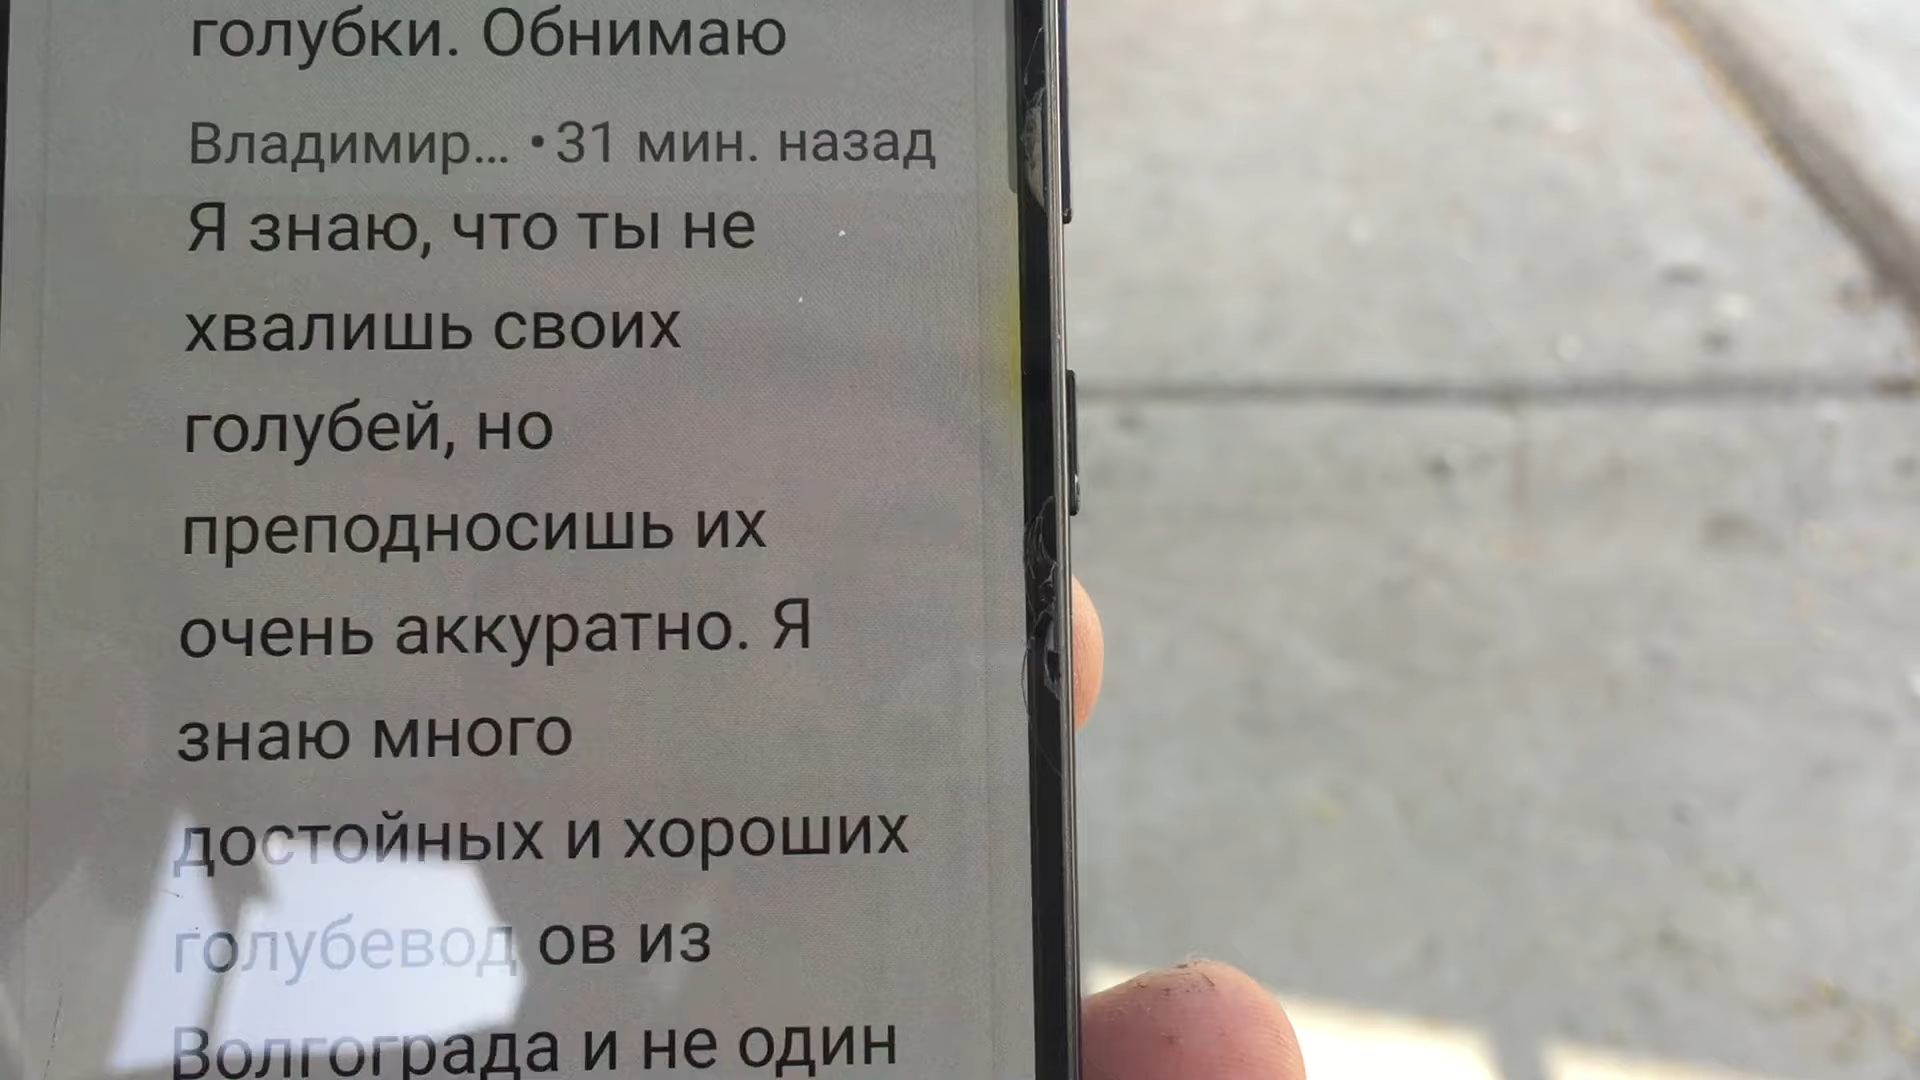 голубки. Обнимаю
Владимир... •31 мин. назад
Я знаю, что ты не
хвалишь своих
голубей, но
преподносишь их
очень аккуратно. Я
знаю много
достойных и хороших
голубевод ов из
Волгограда и не один